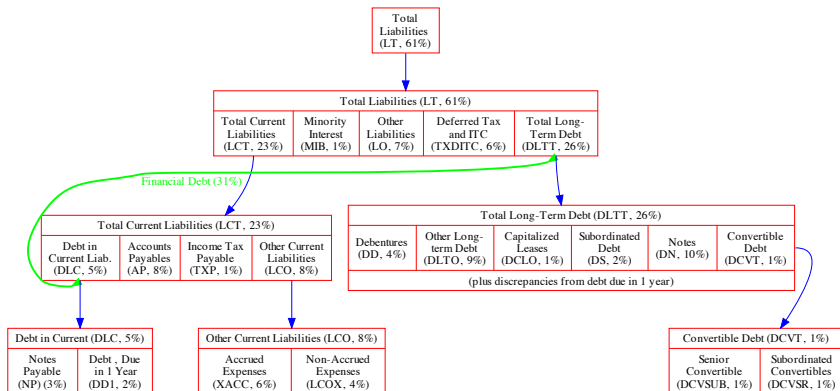 Total
Liabilities
(LT, 61%)
Total Liabilities (LT, 61%)
Total Current
Liabilities
(LCT, 23%)
Minority
Interest
(MIB, 1%)
Other
Liabilities
(LO, 7%)
Deferred Tax
and ITC
(TXDITC, 6%)
Total Long-
Term Debt
(DLTT, 26%)
Financial Debt (31%)
Total Current Liabilities (LCT, 23%)
Debt in
Current Liab.
(DLC, 5%)
Accounts
Payables
(AP, 8%)
Income Tax
Payable
(TXP, 1%)
Other Current
Liabilities
(LCO, 8%)
Total Long-Term Debt (DLTT, 26%)
Debentures
(DD, 4%)
Other Long-
term Debt
(DLTO, 9%)
Capitalized
Leases
(DCLO, 1%)
Subordinated
Debt
(DS, 2%)
Notes
(DN, 10%)
Convertible
Debt
(DCVT, 1%)
(plus discrepancies from debt due in 1 year)
Debt in Current (DLC, 5%)
Notes
Payable
(NP) (3%)
Debt , Due
in 1 Year
(DD1, 2%)
Other Current Liabilities (LCO, 8%)
Accrued
Expenses
(XACC, 6%)
Non-Accrued
Expenses
(LCOX, 4%)
Convertible Debt (DCVT, 1%)
Senior
Convertible
(DCVSUB, 1%)
Subordinated
Convertibles
(DCVSR, 1%)